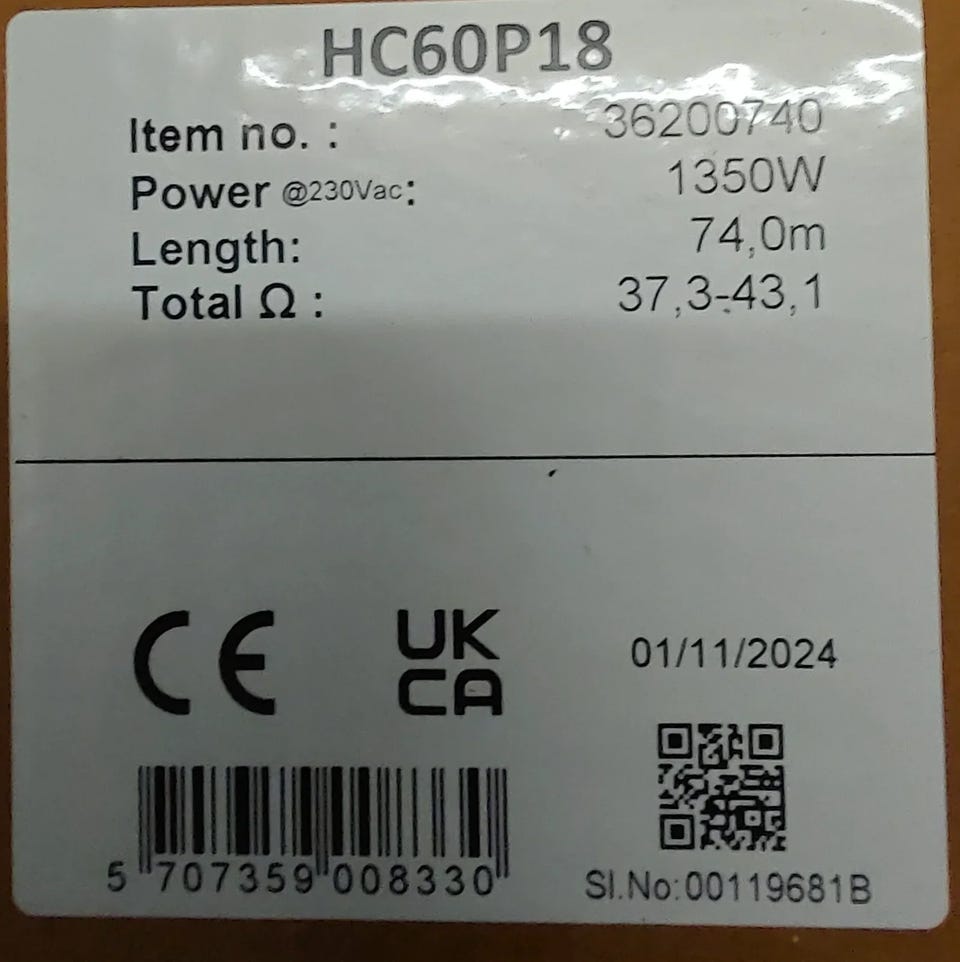 HC60P18
Item no. : 36200740
Power @230Vac: 1350W
Length: 74,0m
Total Ω : 37,3-43,1
CE
UK
CA
01/11/2024
5 707359 008330
SI.No:00119681B